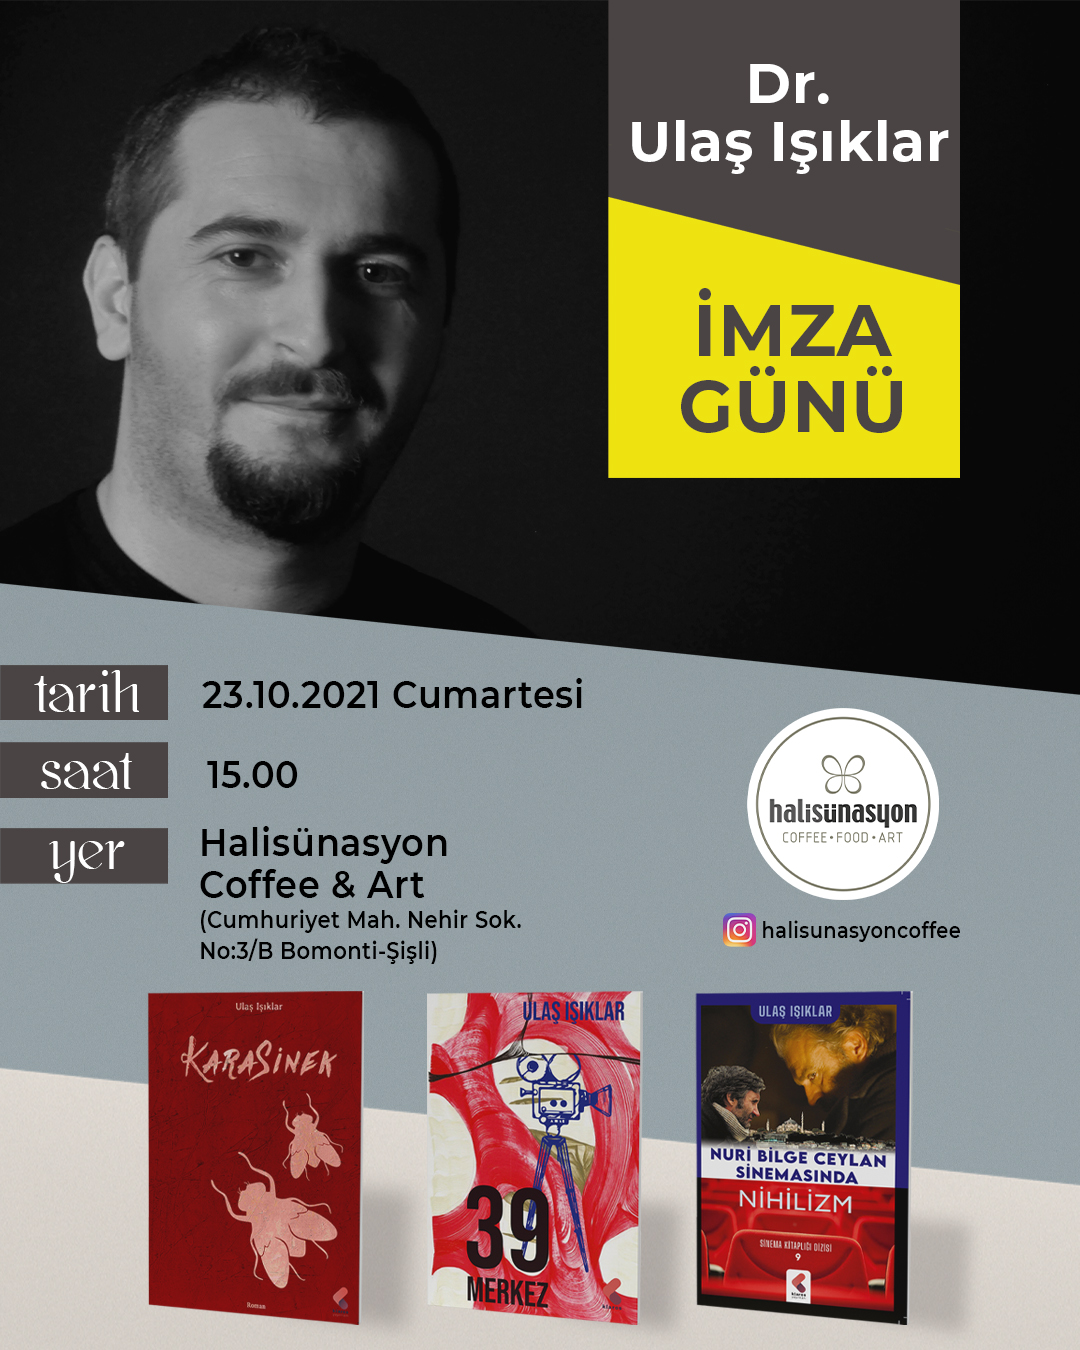 Dr.
Ulaş Işıklar
İMZA
GÜNÜ
tarih
23.10.2021 Cumartesi
saat
15.00
yer
Halisünasyon
Coffee & Art
(Cumhuriyet Mah. Nehir Sok.
No:3/B Bomonti-Şişli)
halisünasyon
COFFEE•FOOD•ART
halisunasyoncoffee
Ulaş Işıklar
KARASİNEK
Roman
ULAŞ IŞIKLAR
39
MERKEZ
ULAŞ IŞIKLAR
NURİ BİLGE CEYLAN
SİNEMASINDA
NİHİLİZM
SİNEMA KİTAPLIĞI DİZİSİ
9